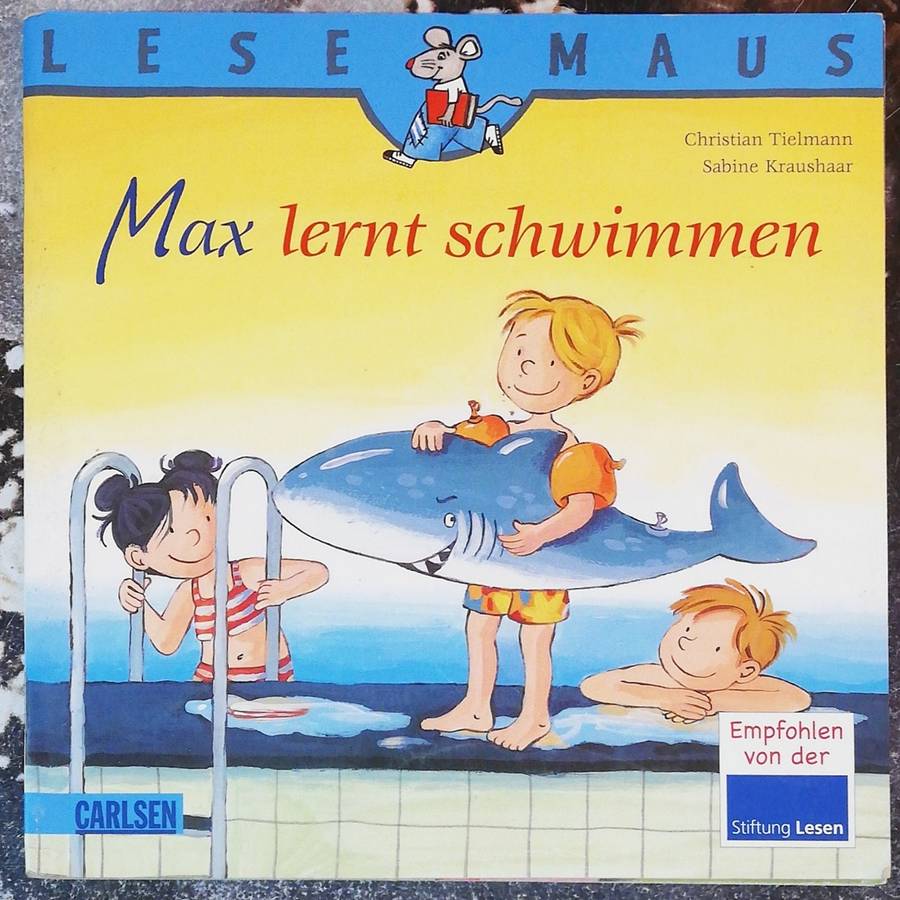 LESE MAUS
Christian Tielmann
Sabine Kraushaar
Max lernt schwimmen
Empfohlen
von der
Stiftung Lesen
CARLSEN